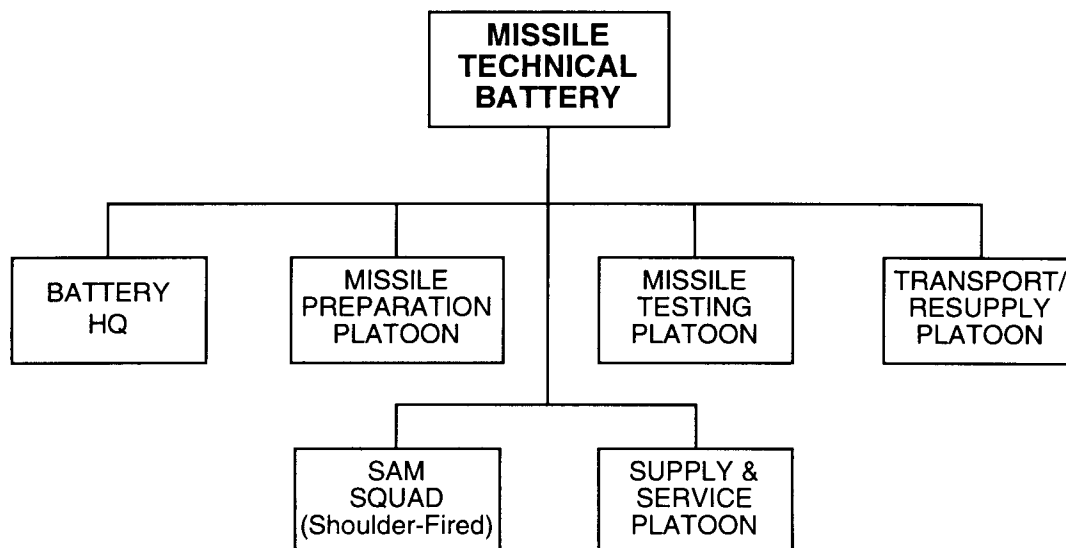 MISSILE
TECHNICAL
BATTERY
BATTERY
HQ
MISSILE
PREPARATION
PLATOON
MISSILE
TESTING
PLATOON
TRANSPORT/
RESUPPLY
PLATOON
SAM
SQUAD
(Shoulder-Fired)
SUPPLY &
SERVICE
PLATOON